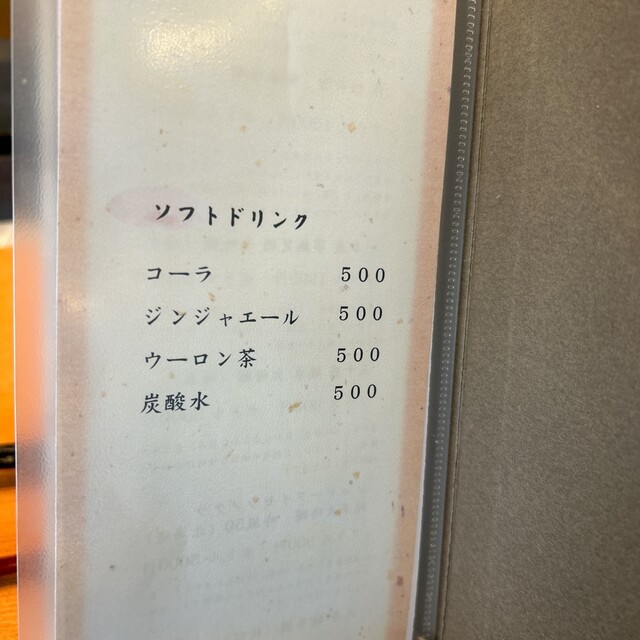 ソフトドリンク
コーラ 500
ジンジャエール 500
ウーロン茶 500
炭酸水 500